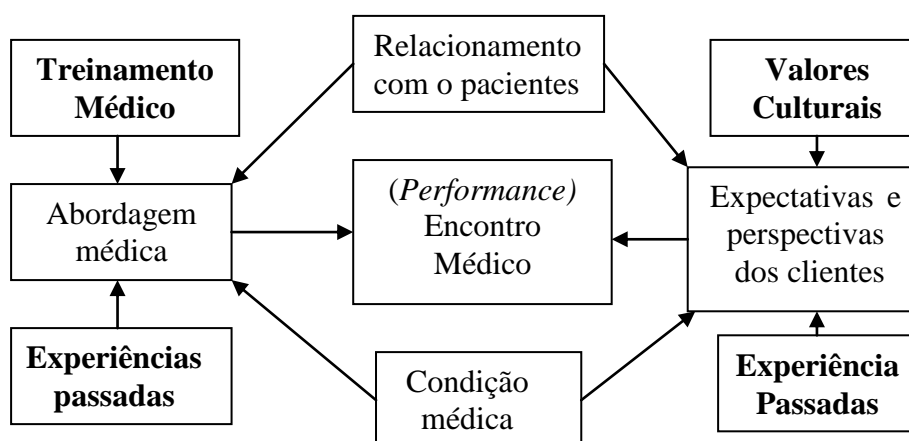 Relacionamento
com o pacientes
Treinamento
Médico
Valores
Culturais
Abordagem
médica
(Performance)
Encontro
Médico
Expectativas e
perspectivas
dos clientes
Experiências
passadas
Condição
médica
Experiência
Passadas